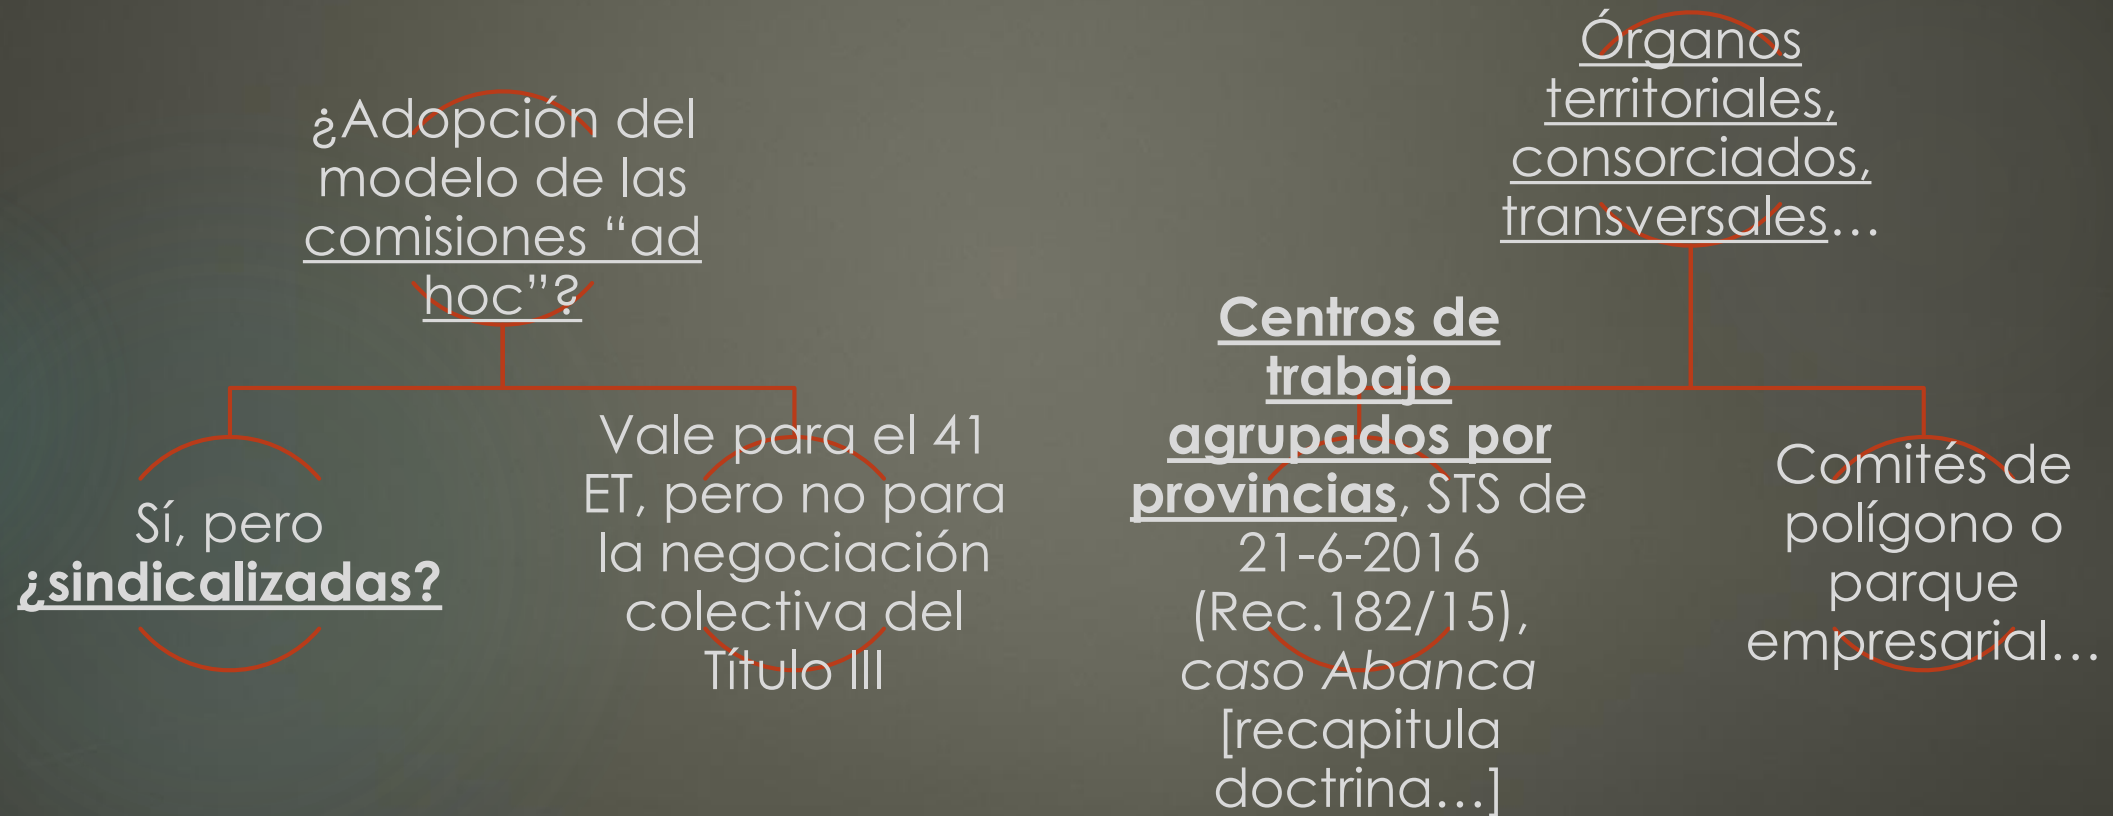 ¿Adopción del
modelo de las
comisiones “ad
hoc”?
Sí, pero
¿sindicalizadas?
Vale para el 41
ET, pero no para
la negociación
colectiva del
Título III
Órganos
territoriales,
consorciados,
transversales…
Centros de
trabajo
agrupados por
provincias, STS de
21-6-2016
(Rec.182/15),
caso Abanca
[recapitula
doctrina…]
Comités de
polígono o
parque
empresarial…